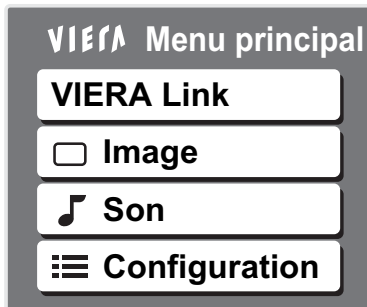 VIERA Menu principal
VIERA Link
Image
Son
Configuration